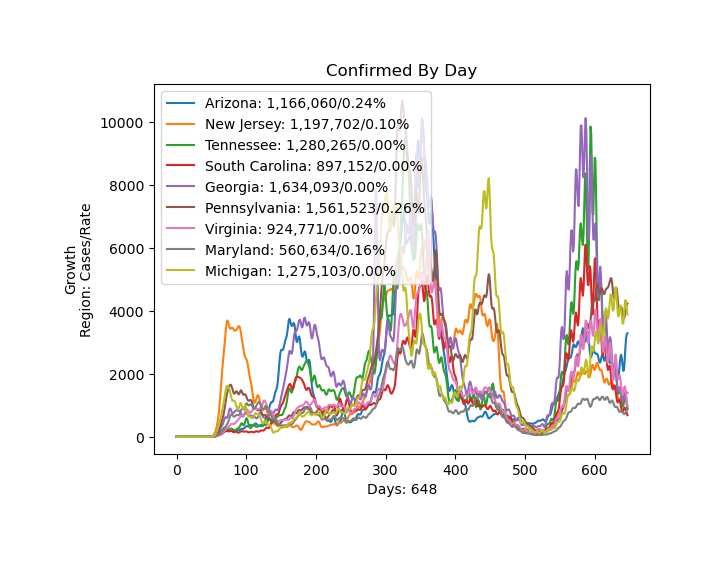 Confirmed By Day
Growth
Region: Cases/Rate
10000
8000
6000
4000
2000
0
Arizona: 1,166,060/0.24%
New Jersey: 1,197,702/0.10%
Tennessee: 1,280,265/0.00%
South Carolina: 897,152/0.00%
Georgia: 1,634,093/0.00%
Pennsylvania: 1,561,523/0.26%
Virginia: 924,771/0.00%
Maryland: 560,634/0.16%
Michigan: 1,275,103/0.00%
0 100 200 300 400 500 600
Days: 648